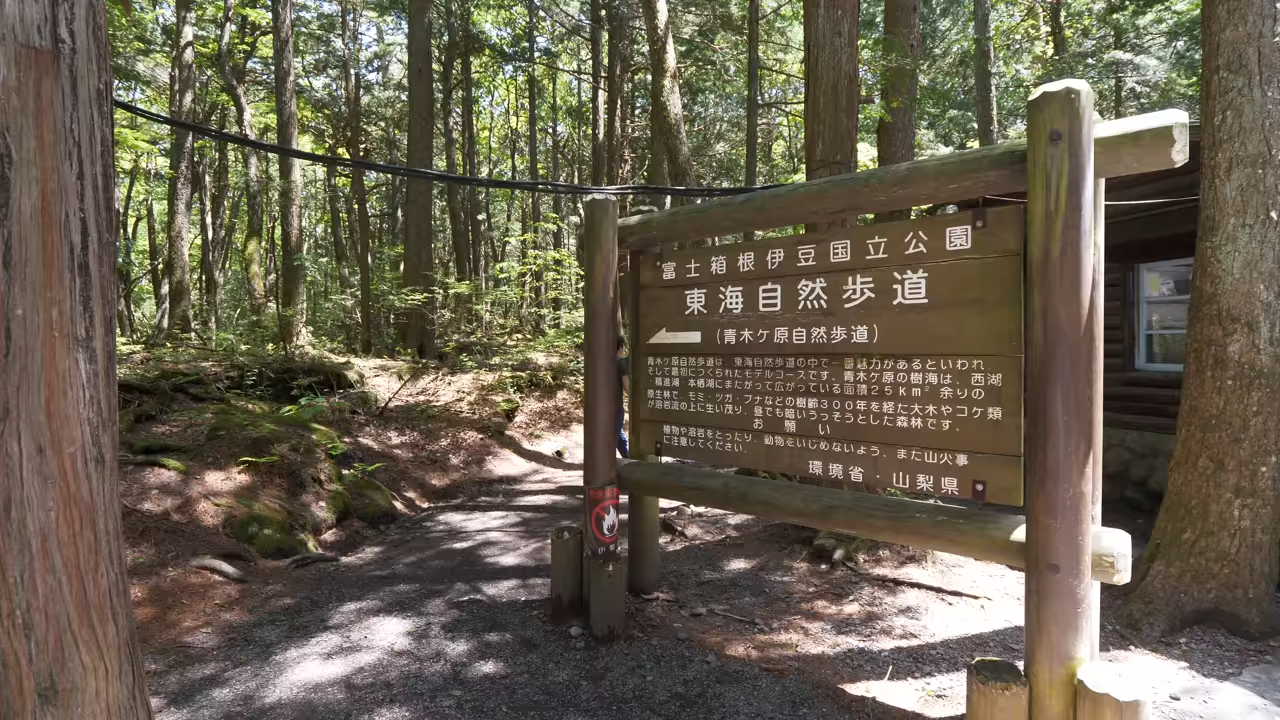 富士箱根伊豆国立公園
東海自然歩道
(青木ケ原自然歩道)
青木ケ原自然歩道は、東海自然歩道の中で一番魅力があるといわれ、
そして最初につくられたモデルコースです。青木ケ原の樹海は、西湖
・精進湖・本栖湖にまたがって広がっている面積25Km²余りの
原生林で、モミ・ツガ・ブナなどの樹齢300年を経た大木やコケ類
が溶岩流の上に生い茂り、昼でも暗いうっそうとした森林です。
お願い
植物や溶岩をとったり、動物をいじめないよう、また山火事
に注意してください。
環境省・山梨県